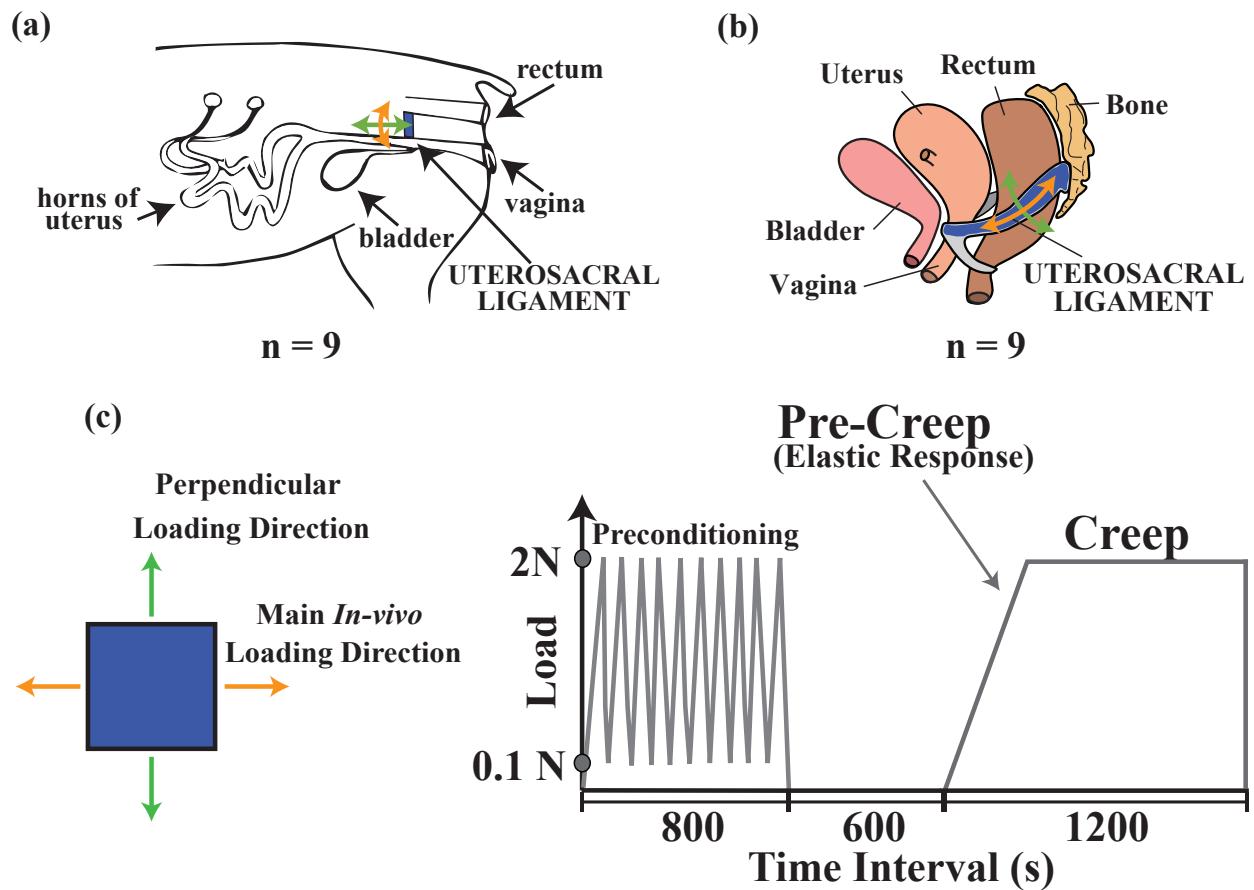 (a)
rectum
horns of
uterus
bladder
vagina
UTEROSACRAL
LIGAMENT
n = 9
(b)
Uterus
Rectum
Bone
Bladder
Vagina
UTEROSACRAL
LIGAMENT
n = 9
(c)
Perpendicular
Loading Direction
Main In-vivo
Loading Direction
Pre-Creep
(Elastic Response)
Preconditioning
Creep
2N
Load
0.1 N
800
600
1200
Time Interval (s)